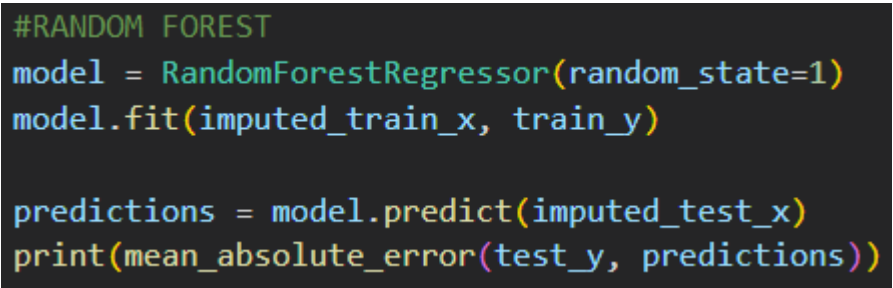 #RANDOM FOREST
model = RandomForestRegressor(random_state=1)
model.fit(imputed_train_x, train_y)
predictions = model.predict(imputed_test_x)
print(mean_absolute_error(test_y, predictions))